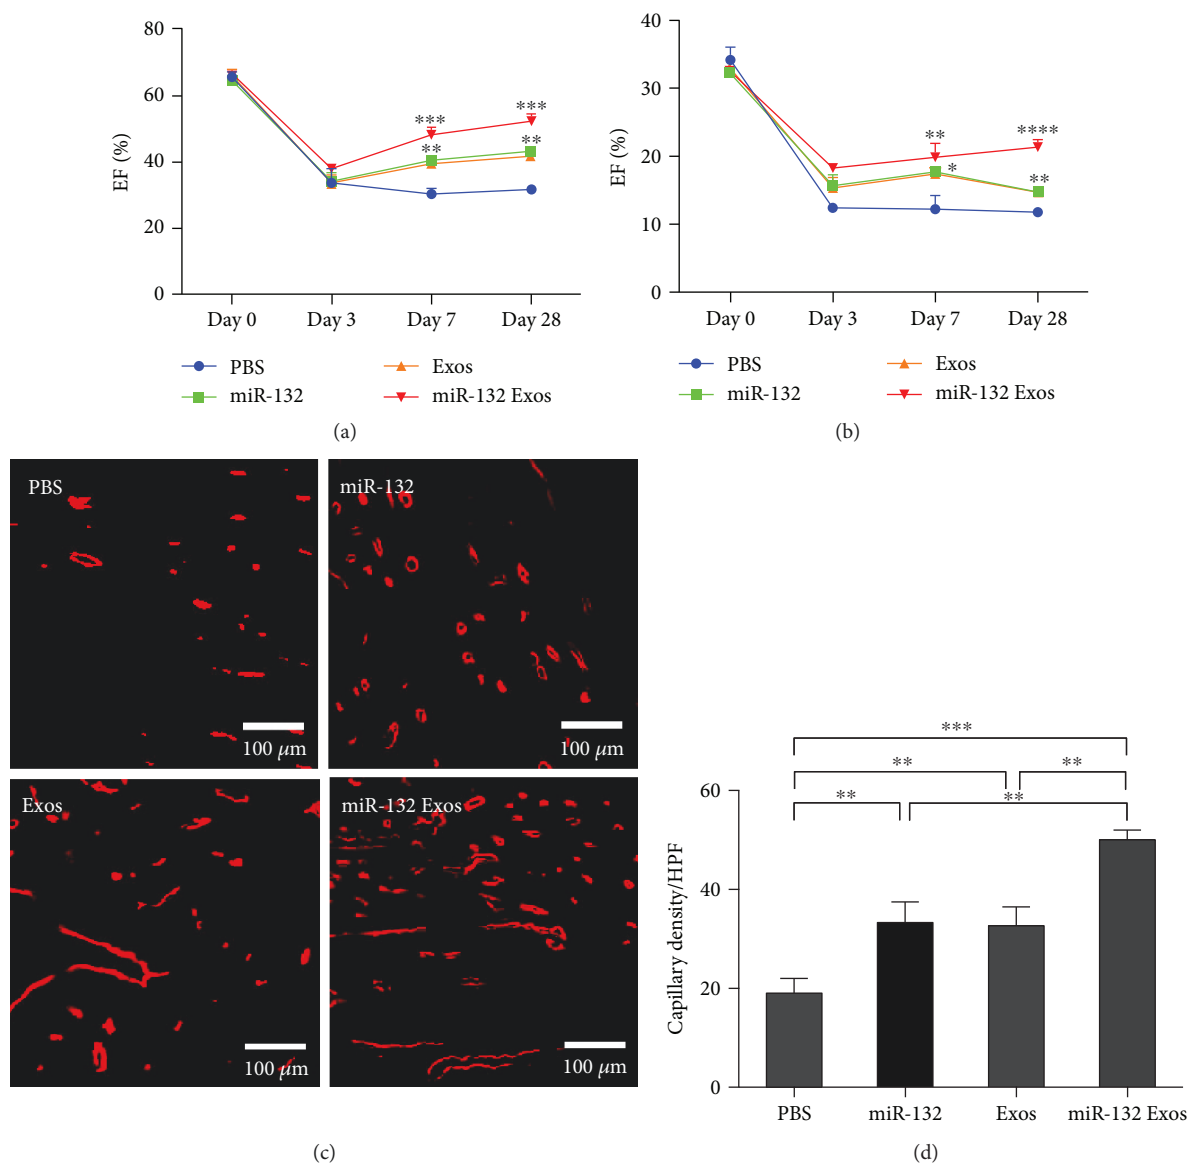 80
60
40
20
0
EF (%)
***
***
**
**
Day 0
Day 3
Day 7
Day 28
PBS
Exos
miR-132
miR-132 Exos
(a)
40
30
20
10
0
EF (%)
**
****
*
**
Day 0
Day 3
Day 7
Day 28
PBS
Exos
miR-132
miR-132 Exos
(b)
PBS
100 μm
miR-132
100 μm
Exos
100 μm
miR-132 Exos
100 μm
(c)
***
**
**
**
**
60
40
20
0
Capillary density/HPF
PBS
miR-132
Exos
miR-132 Exos
(d)